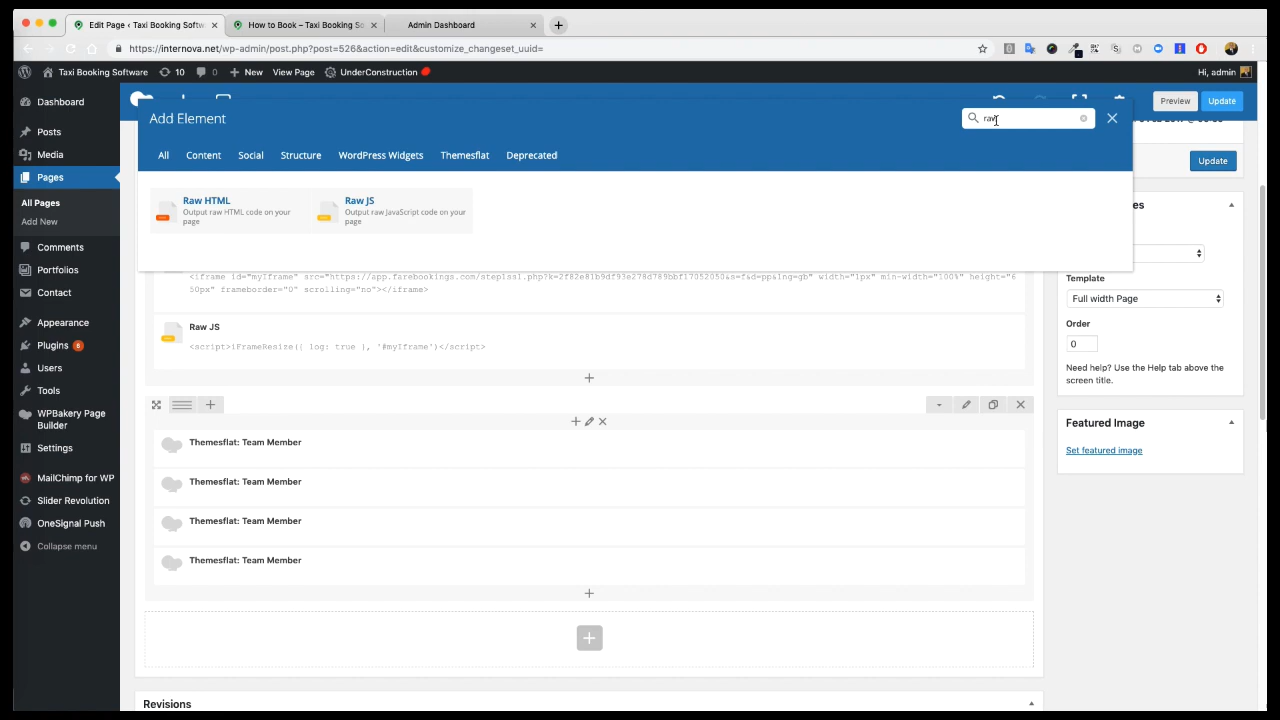 Edit Page ‹ Taxi Booking Softw
How to Book – Taxi Booking So
Admin Dashboard
https://internova.net/wp-admin/post.php?post=526&action=edit&customize_changeset_uuid=
Taxi Booking Software
10
0
New
View Page
UnderConstruction
Hi, admin
Dashboard
Posts
Media
Pages
All Pages
Add New
Comments
Portfolios
Contact
Appearance
Plugins 5
Users
Tools
WPBakery Page
Builder
Settings
MailChimp for WP
Slider Revolution
OneSignal Push
Collapse menu
Preview
Update
Add Element
raw
All
Content
Social
Structure
WordPress Widgets
Themesflat
Deprecated
Raw HTML
Output raw HTML code on your
page
Raw JS
Output raw JavaScript code on your
page
<iframe id="myIframe" src="https://app.farebookings.com/step1ss1.php?k=2f82e81b9df93e278d789bbf17052050&s=f&d=pp&lng=gb" width="1px" min-width="100%" height="6
50px" frameborder="0" scrolling="no"></iframe>
Raw JS
<script>iFrameResize({ log: true }, '#myIframe')</script>
Themesflat: Team Member
Themesflat: Team Member
Themesflat: Team Member
Themesflat: Team Member
Revisions
Update
es
Template
Full width Page
Order
0
Need help? Use the Help tab above the
screen title.
Featured Image
Set featured image